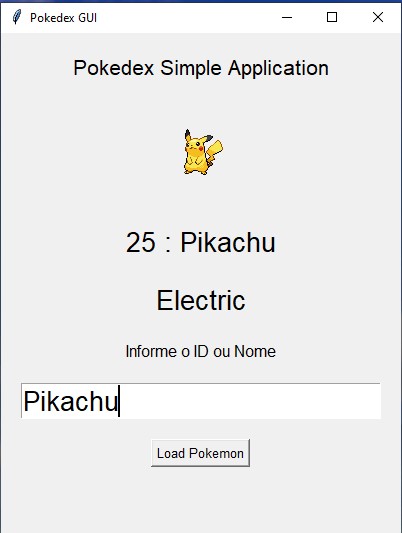 Pokedex GUI
Pokedex Simple Application
25 : Pikachu
Electric
Informe o ID ou Nome
Pikachu
Load Pokemon